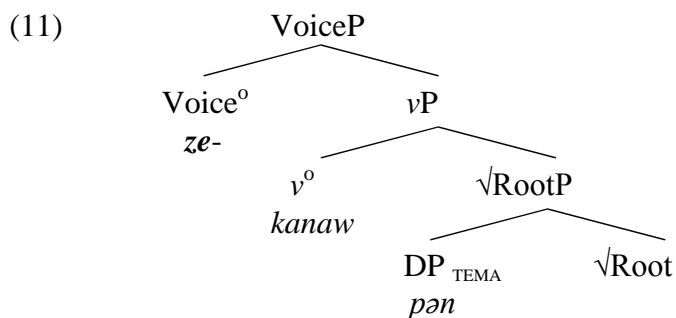 (11) VoiceP
Voiceº vP
ze-
vº √RootP
kanaw
DP TEMA √Root
pən